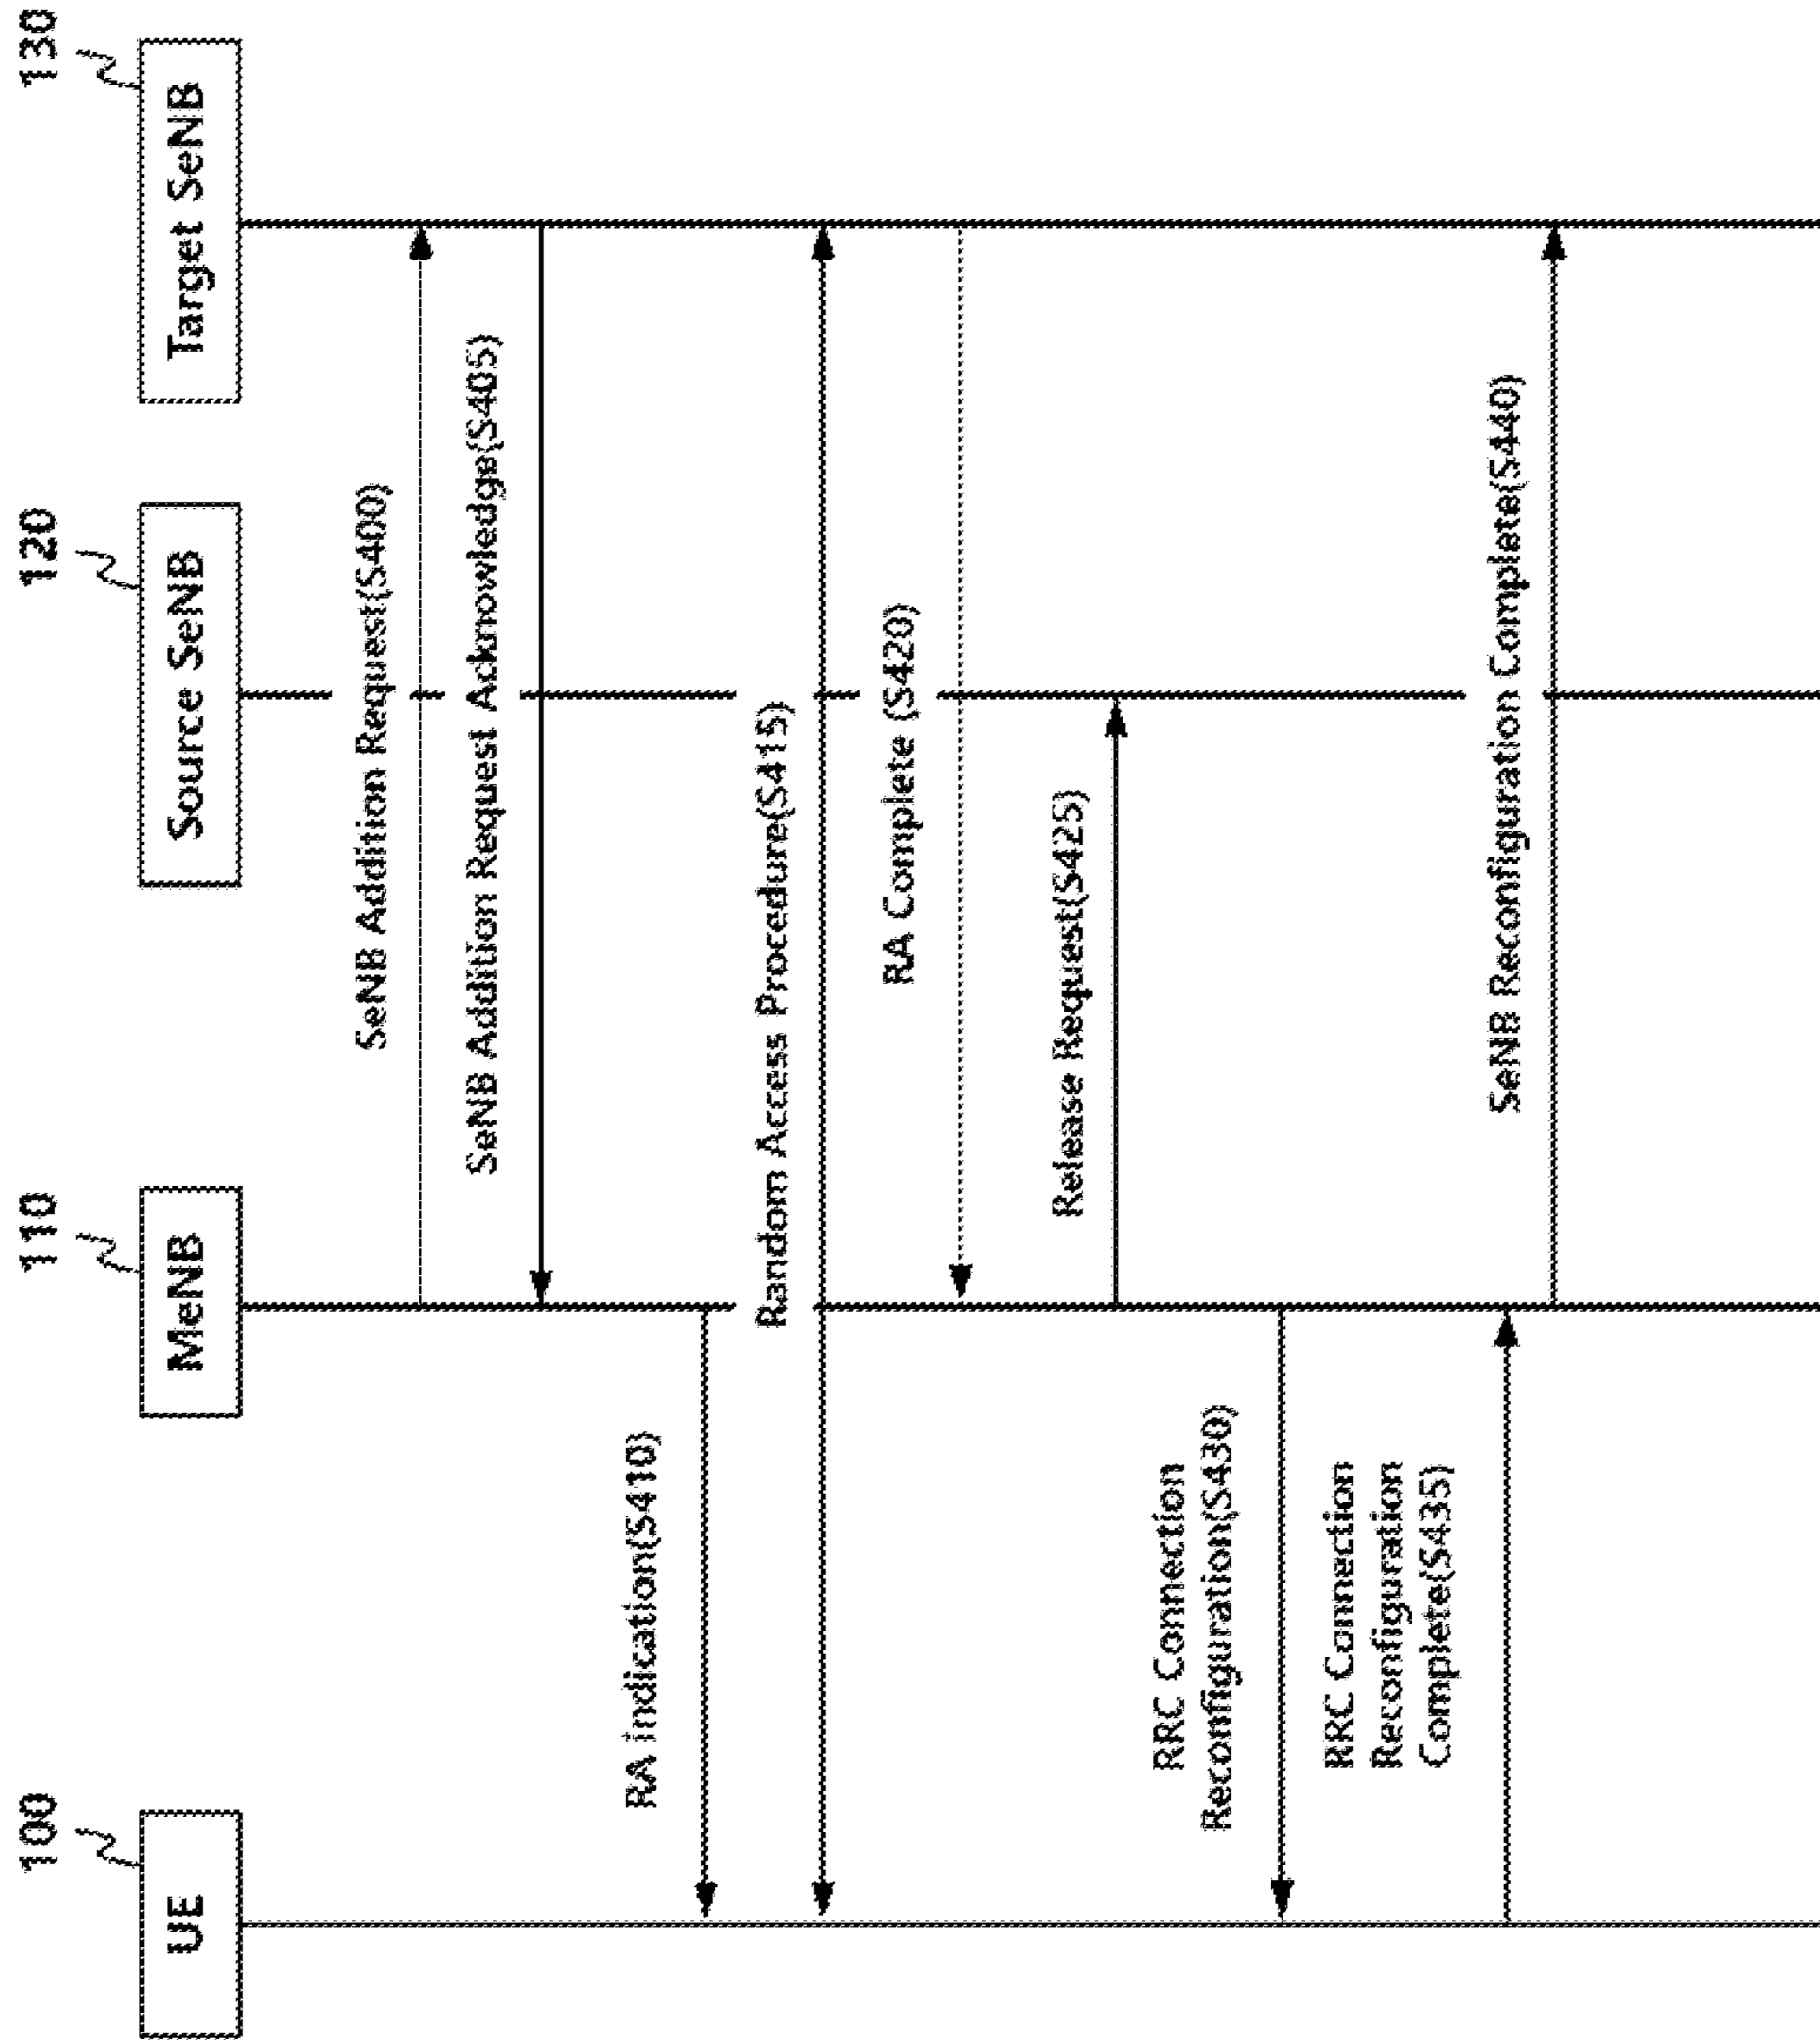 100
110
120
130
UE
MeNB
Source SeNB
Target SeNB
SeNB Addition Request(S400)
SeNB Addition Request Acknowledge(S405)
RA indication(S410)
Random Access Procedure(S415)
RA Complete (S420)
Release Request(S425)
RRC Connection
Reconfiguration(S430)
RRC Connection
Reconfiguration
Complete(S435)
SeNB Reconfiguration Complete(S440)